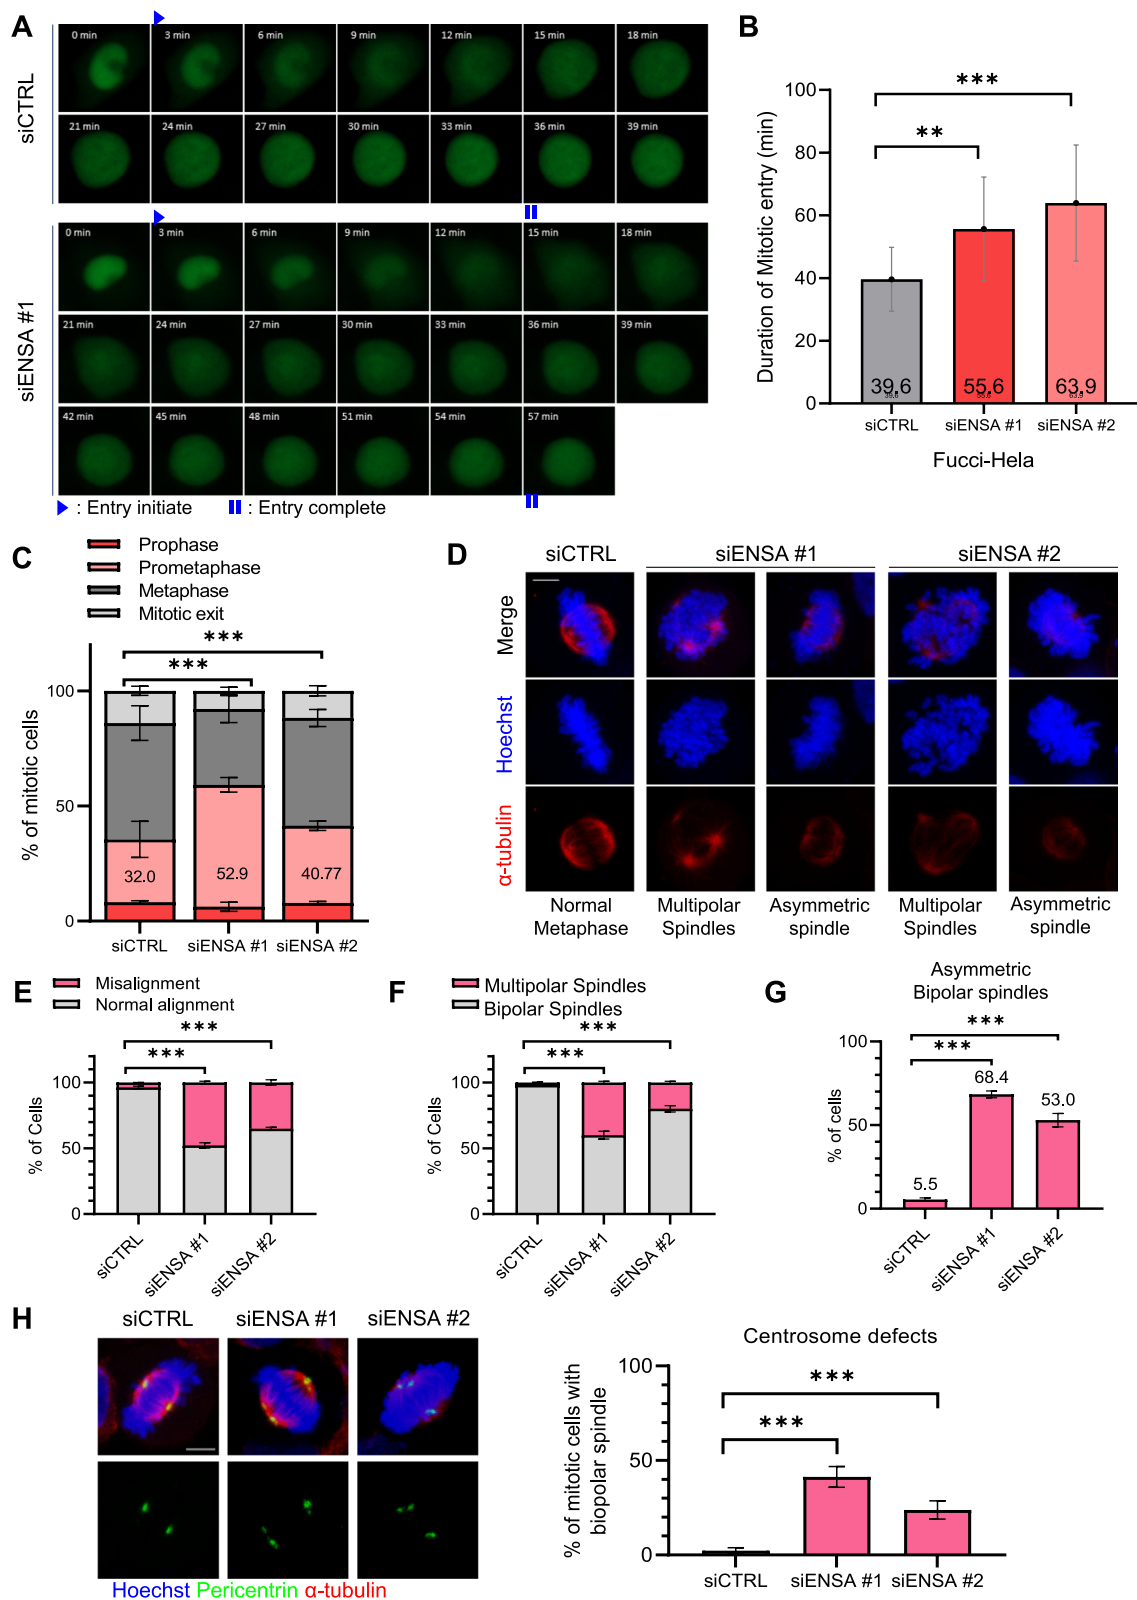 A
siCTRL
0 min 3 min 6 min 9 min 12 min 15 min 18 min
21 min 24 min 27 min 30 min 33 min 36 min 39 min
siENSA #1
0 min 3 min 6 min 9 min 12 min 15 min 18 min
21 min 24 min 27 min 30 min 33 min 36 min 39 min
42 min 45 min 48 min 51 min 54 min 57 min
: Entry initiate : Entry complete
B
Duration of Mitotic entry (min)
100
80
60
40
20
0
** ***
39.6 55.6 63.9
39.6 55.6 63.9
siCTRL siENSA #1 siENSA #2
Fucci-Hela
C
Prophase
Prometaphase
Metaphase
Mitotic exit
% of mitotic cells
***
***
100
50
0
32.0 52.9 40.77
siCTRL siENSA #1 siENSA #2
D
siCTRL siENSA #1 siENSA #2
Merge
Hoechst
α-tubulin
Normal Multipolar Asymmetric Multipolar Asymmetric
Metaphase Spindles spindle Spindles spindle
E
Misalignment
Normal alignment
% of Cells
***
***
100
50
0
siCTRL siENSA #1 siENSA #2
F
Multipolar Spindles
Bipolar Spindles
% of Cells
***
***
100
50
0
siCTRL siENSA #1 siENSA #2
G
Asymmetric
Bipolar spindles
% of cells
***
***
100
50
0
5.5 68.4 53.0
siCTRL siENSA #1 siENSA #2
H
siCTRL siENSA #1 siENSA #2
Hoechst Pericentrin α-tubulin
Centrosome defects
% of mitotic cells with
biopolar spindle
***
***
100
50
0
siCTRL siENSA #1 siENSA #2